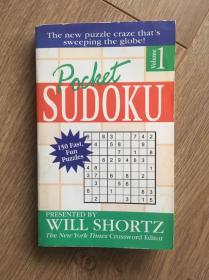 The new puzzle craze that's
sweeping the globe!
Pocket
Volume
1
SUDOKU
150 Fast,
Fun
Puzzles
PRESENTED BY
WILL SHORTZ
The New York Times Crossword Editor